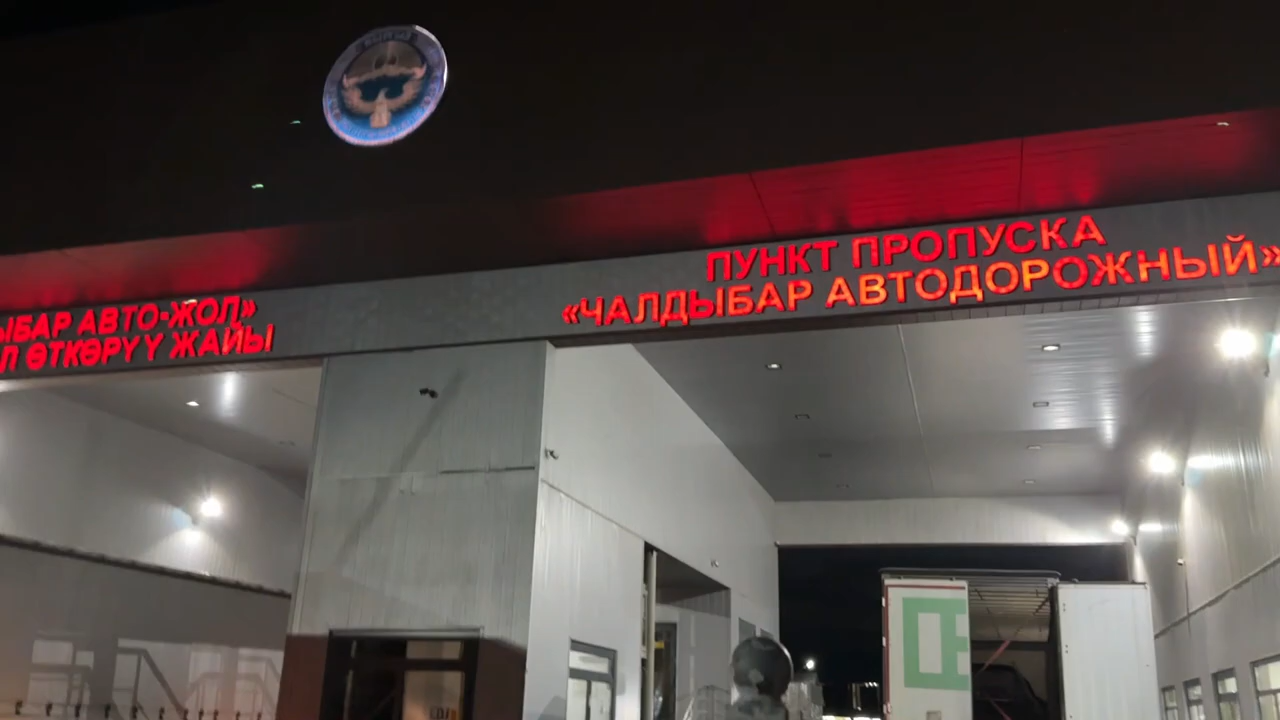 ЫБАР АВТО-ЖОЛ»
Л ӨТКӨРҮҮ ЖАЙЫ
ПУНКТ ПРОПУСКА
«ЧАЛДЫБАР АВТОДОРОЖНЫЙ»